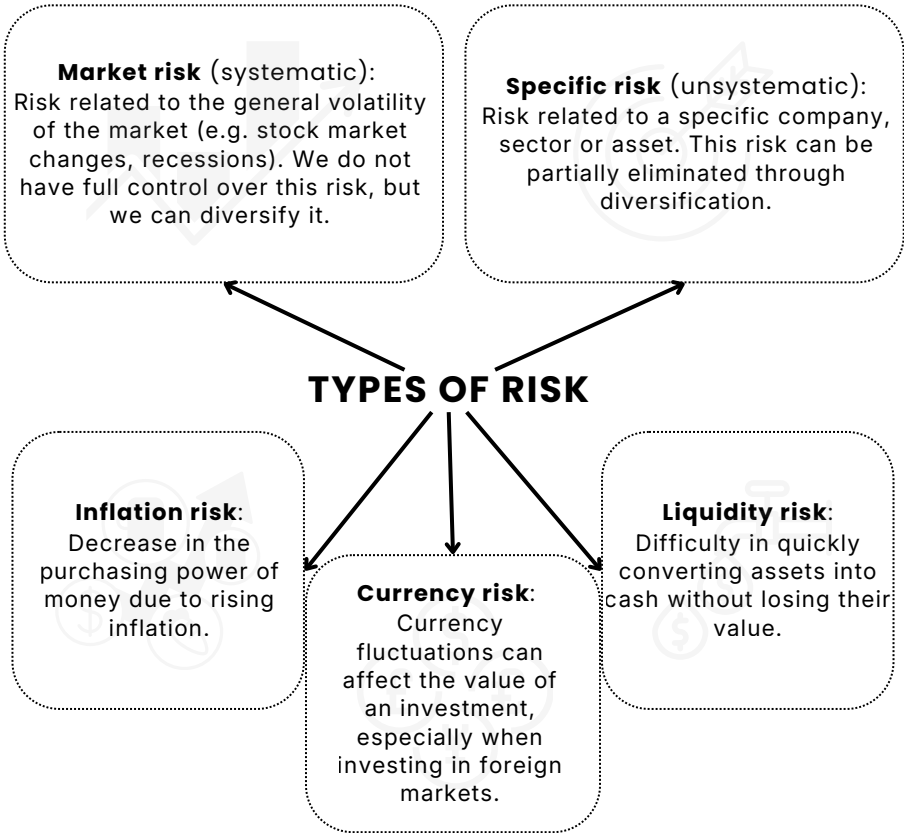 Market risk (systematic):
Risk related to the general volatility
of the market (e.g. stock market
changes, recessions). We do not
have full control over this risk, but
we can diversify it.
Specific risk (unsystematic):
Risk related to a specific company,
sector or asset. This risk can be
partially eliminated through
diversification.
TYPES OF RISK
Inflation risk:
Decrease in the
purchasing power of
money due to rising
inflation.
Currency risk:
Currency
fluctuations can
affect the value of
an investment,
especially when
investing in foreign
markets.
Liquidity risk:
Difficulty in quickly
converting assets into
cash without losing their
value.